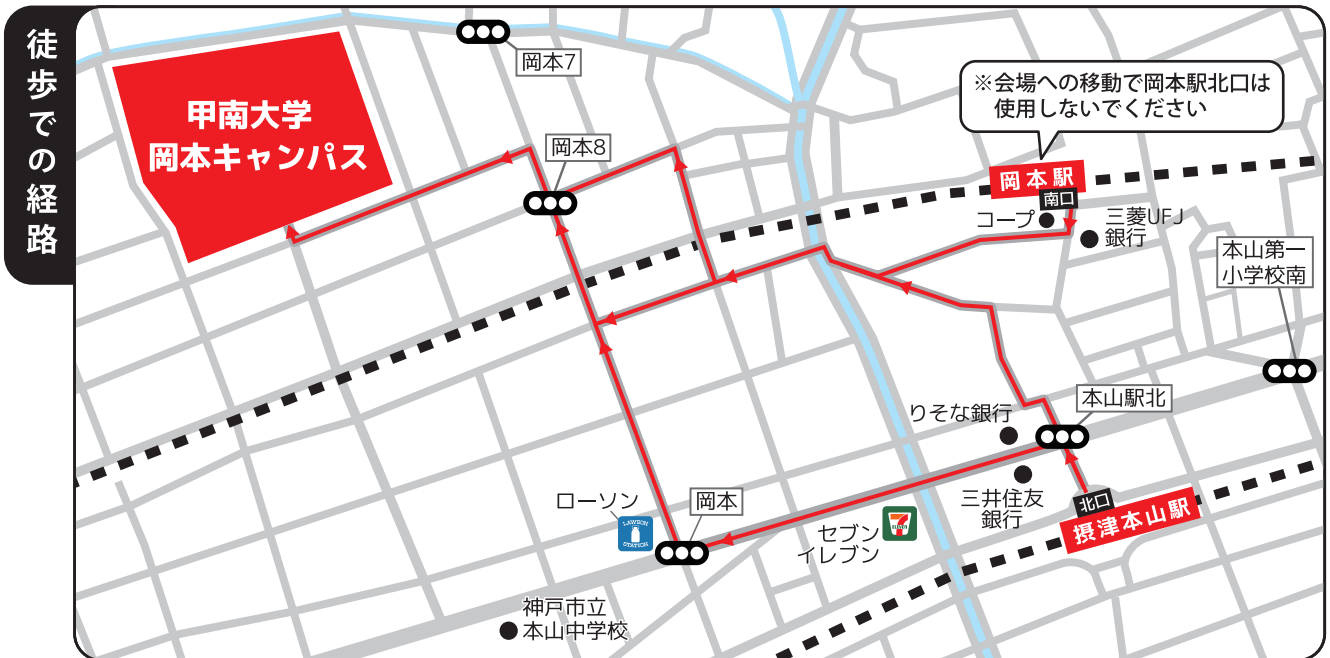 徒歩での経路
岡本7
※会場への移動で岡本駅北口は
使用しないでください
甲南大学
岡本キャンパス
岡本8
岡本駅
南口
コープ
三菱UFJ
銀行
本山第一
小学校南
本山駅北
りそな銀行
三井住友
銀行
北口
摂津本山駅
ローソン
LAWSON
STATION
岡本
セブン
イレブン
7
ELEVEN
神戸市立
本山中学校